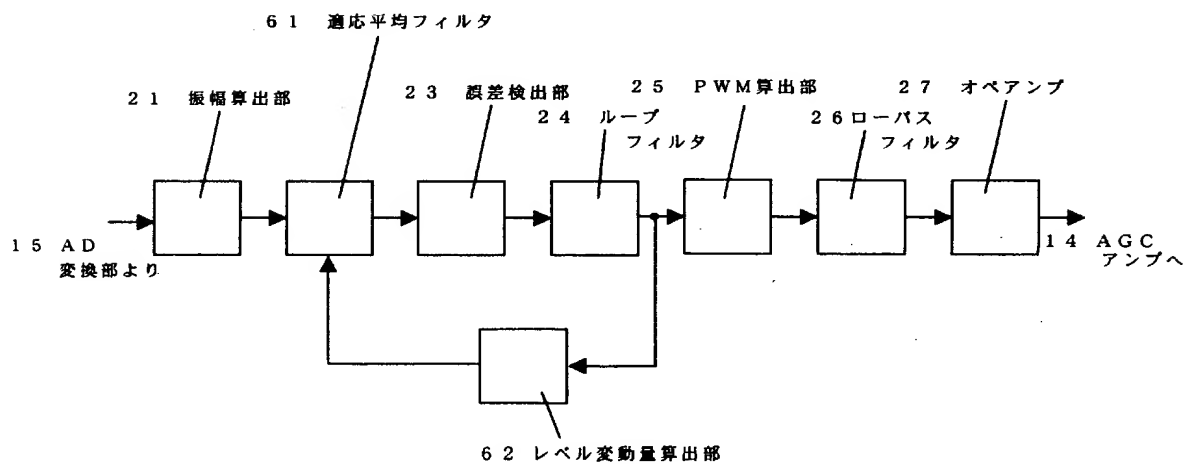 61 適応平均フィルタ
21 振幅算出部
23 誤差検出部
24 ループ
フィルタ
25 PWM算出部
26ローパス
フィルタ
27 オペアンプ
15 AD
変換部より
14 AGC
アンプへ
62 レベル変動量算出部